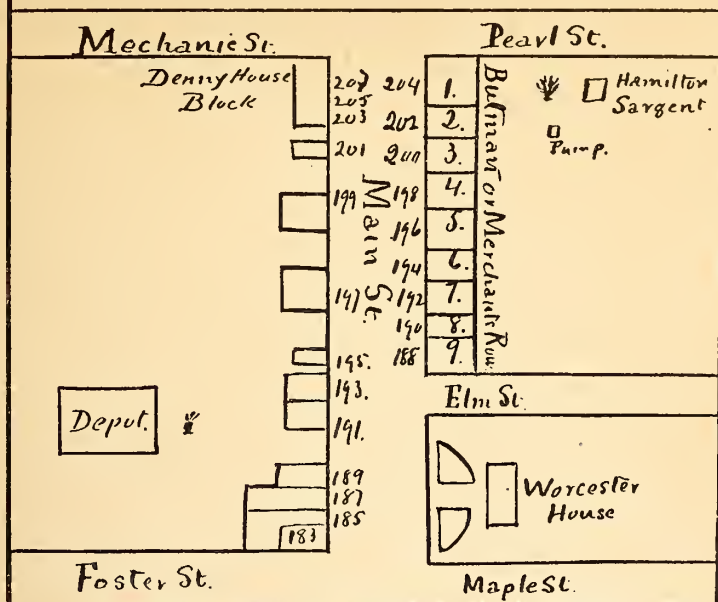 Mechanic St.
Pearl St.
Denny House
Block
207
205
203
201
199
197
195.
193.
191.
189
187
185
183
Main St.
204
202
200
198
196
194
192
190
188
1.
2.
3.
4.
5.
6.
7.
8.
9.
Butman or Merchants Row.
Hamilton
Sargent
Pump.
Depot.
Elm St.
Worcester
House
Foster St.
Maple St.